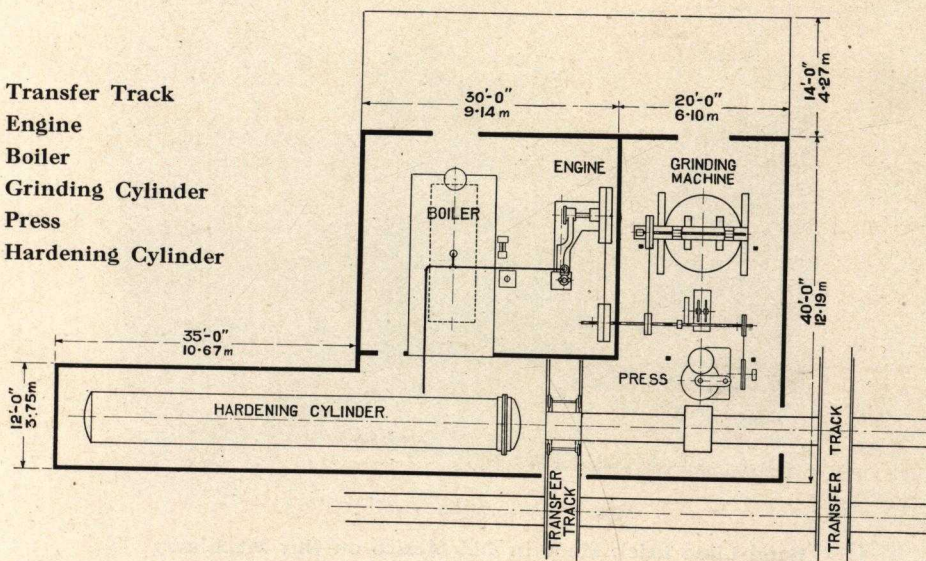 Transfer Track
Engine
Boiler
Grinding Cylinder
Press
Hardening Cylinder
30'-0"
9·14 m
20'-0"
6·10 m
14'-0"
4·27 m
ENGINE
GRINDING
MACHINE
BOILER
40'-0"
12·19 m
35'-0"
10·67 m
PRESS
12'-0"
3·75 m
HARDENING CYLINDER.
TRANSFER
TRACK
TRANSFER TRACK